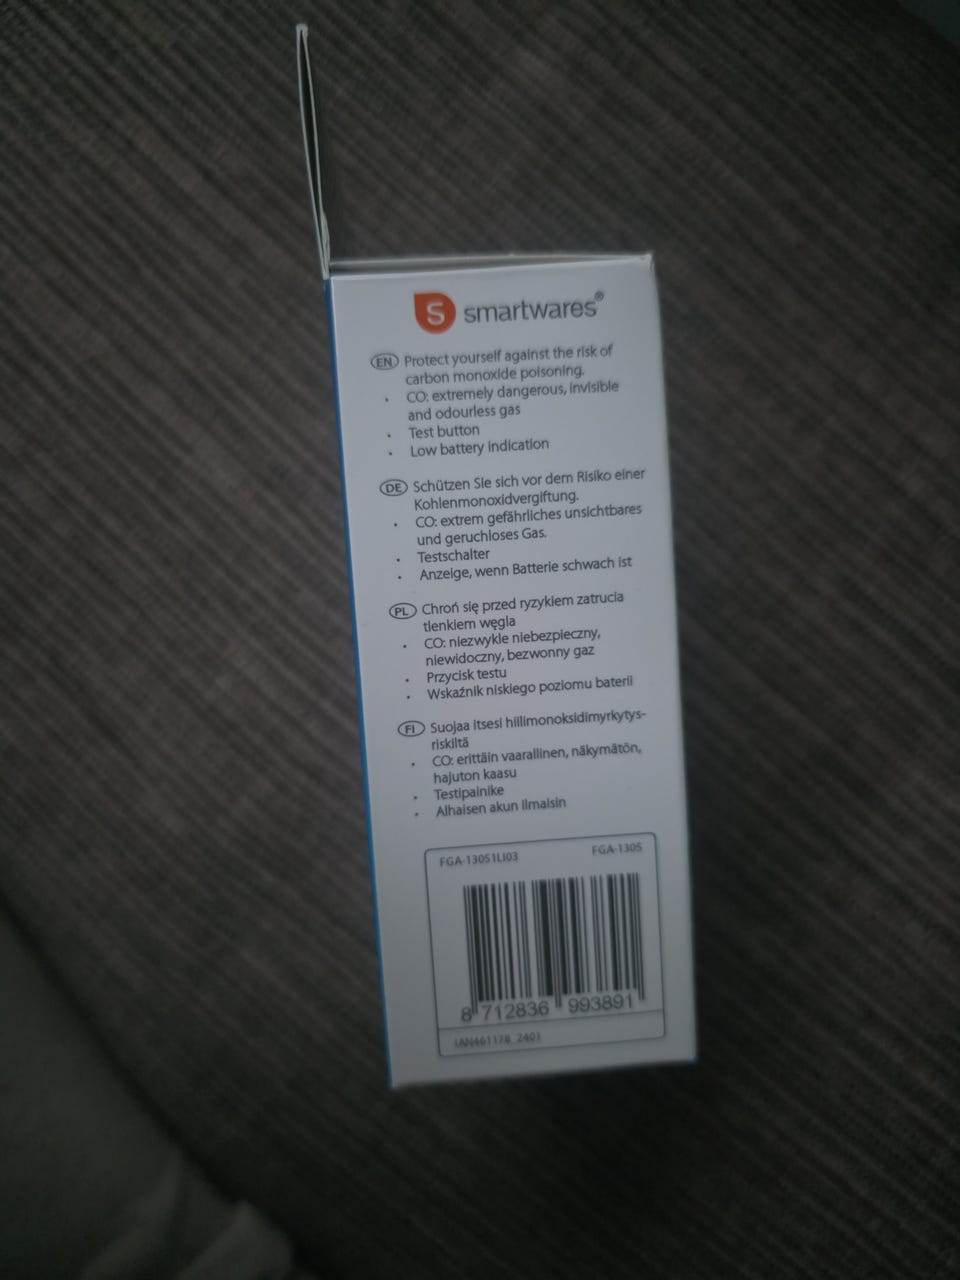 S smartwares®
EN Protect yourself against the risk of
carbon monoxide poisoning.
• CO: extremely dangerous, invisible
and odourless gas
• Test button
• Low battery indication
DE Schützen Sie sich vor dem Risiko einer
Kohlenmonoxidvergiftung.
• CO: extrem gefährliches unsichtbares
und geruchloses Gas.
• Testschalter
• Anzeige, wenn Batterie schwach ist
PL Chroń się przed ryzykiem zatrucia
tlenkiem węgla
• CO: niezwykle niebezpieczny,
niewidoczny, bezwonny gaz
• Przycisk testu
• Wskaźnik niskiego poziomu baterii
FI Suojaa itsesi hiilimonoksidimyrkytys-
riskiltä
• CO: erittäin vaarallinen, näkymätön,
hajuton kaasu
• Testipainike
• Alhaisen akun ilmaisin
FGA-13051LI03 FGA-1305
8 712836 993891
IAN461178_2401